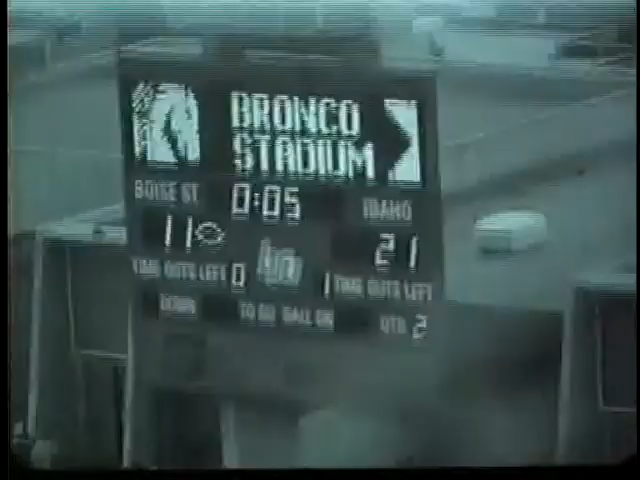 BRONCO
STADIUM
BOISE ST 0:05 IDAHO
11 21
TIME OUTS LEFT 0 1 TIME OUTS LEFT
DOWN TO GO BALL ON QTR 2